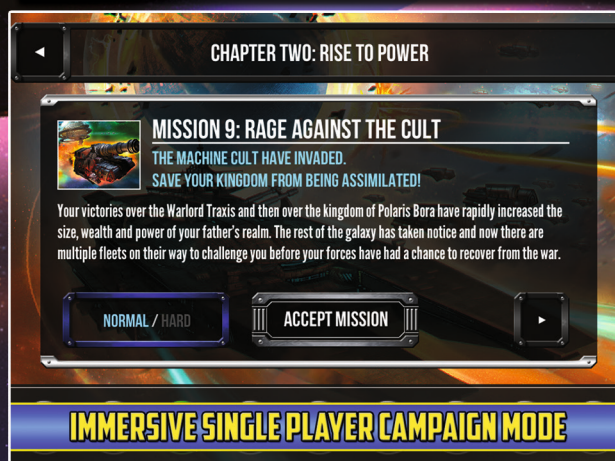 CHAPTER TWO: RISE TO POWER
MISSION 9: RAGE AGAINST THE CULT
THE MACHINE CULT HAVE INVADED.
SAVE YOUR KINGDOM FROM BEING ASSIMILATED!
Your victories over the Warlord Traxis and then over the kingdom of Polaris Bora have rapidly increased the
size, wealth and power of your father's realm. The rest of the galaxy has taken notice and now there are
multiple fleets on their way to challenge you before your forces have had a chance to recover from the war.
NORMAL / HARD
ACCEPT MISSION
IMMERSIVE SINGLE PLAYER CAMPAIGN MODE